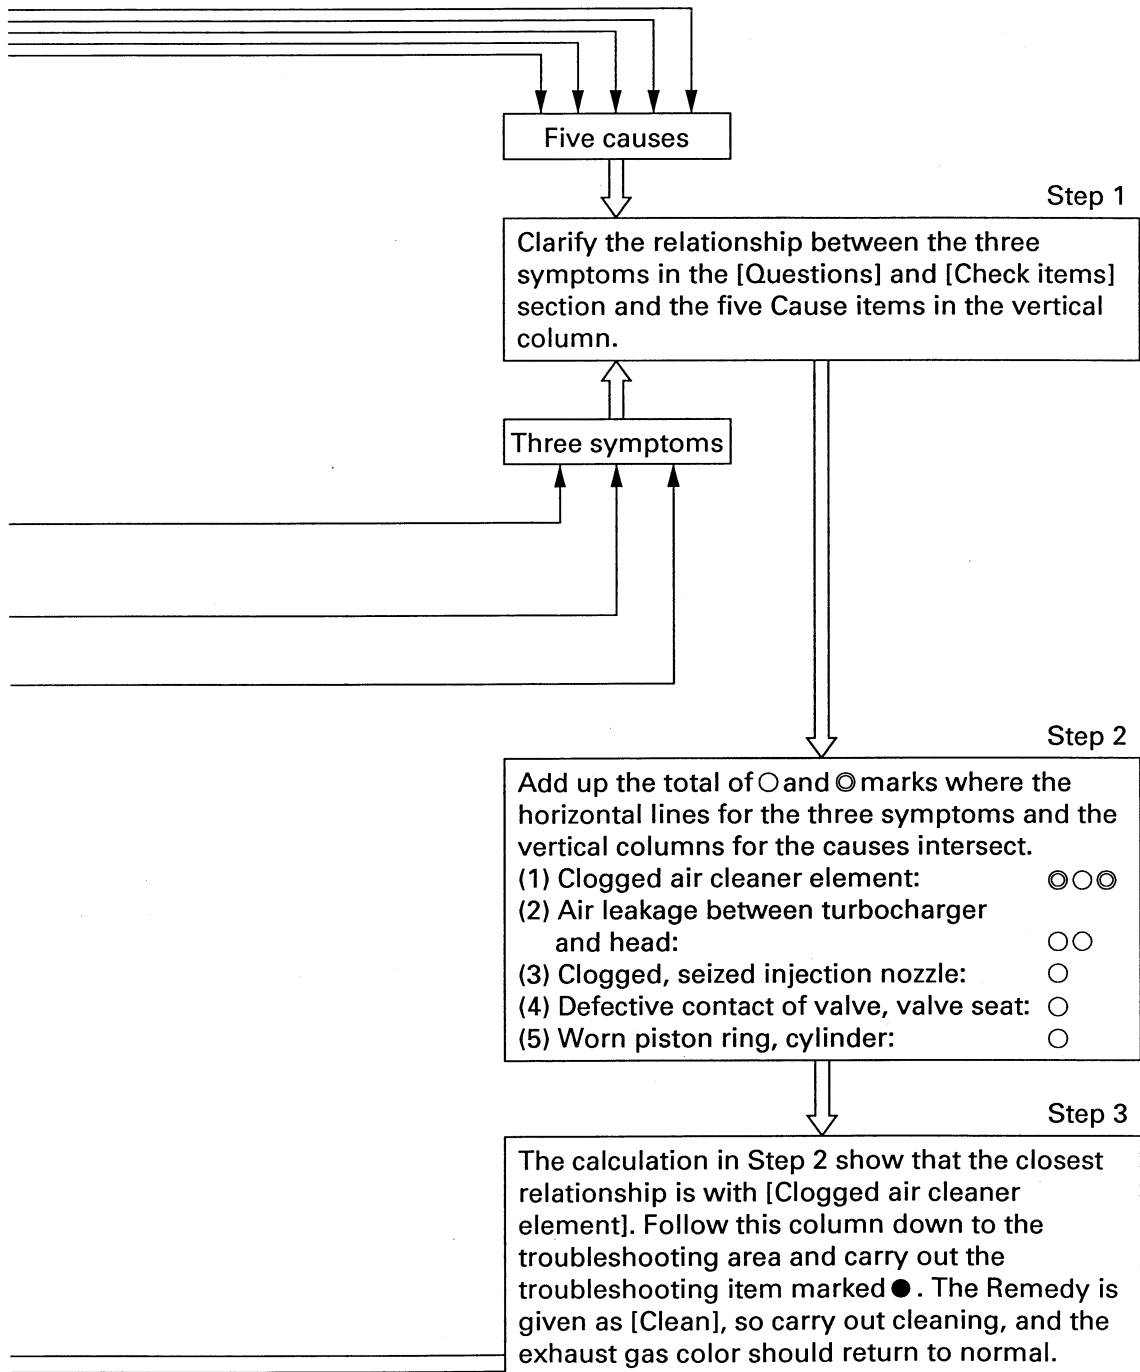 Five causes
Step 1
Clarify the relationship between the three
symptoms in the [Questions] and [Check items]
section and the five Cause items in the vertical
column.
Three symptoms
Step 2
Add up the total of ○ and ◎ marks where the
horizontal lines for the three symptoms and the
vertical columns for the causes intersect.
(1) Clogged air cleaner element: ◎○◎
(2) Air leakage between turbocharger
and head: ○○
(3) Clogged, seized injection nozzle: ○
(4) Defective contact of valve, valve seat: ○
(5) Worn piston ring, cylinder: ○
Step 3
The calculation in Step 2 show that the closest
relationship is with [Clogged air cleaner
element]. Follow this column down to the
troubleshooting area and carry out the
troubleshooting item marked ●. The Remedy is
given as [Clean], so carry out cleaning, and the
exhaust gas color should return to normal.